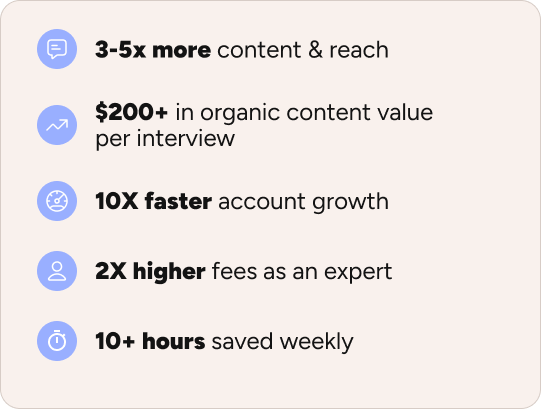 3-5x more content & reach
$200+ in organic content value
per interview
10X faster account growth
2X higher fees as an expert
10+ hours saved weekly